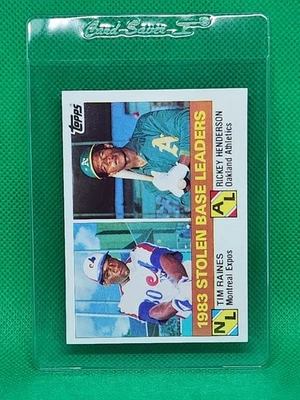 Card Saver I
Topps
1983 STOLEN BASE LEADERS
NL
TIM RAINES
Montreal Expos
AL
RICKEY HENDERSON
Oakland Athletics